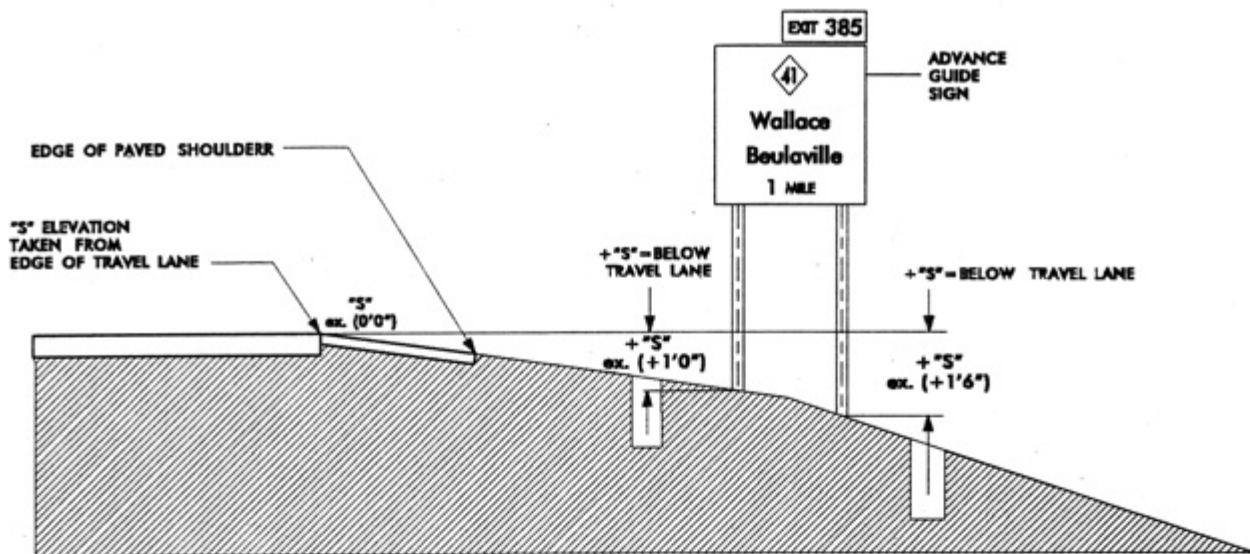 EXIT 385
41
Wallace
Beulaville
1 MILE
ADVANCE
GUIDE
SIGN
EDGE OF PAVED SHOULDERR
"S" ELEVATION
TAKEN FROM
EDGE OF TRAVEL LANE
"S"
ex. (0'0")
+"S"=BELOW
TRAVEL LANE
+"S"
ex. (+1'0")
+"S"=BELOW TRAVEL LANE
+"S"
ex. (+1'6")